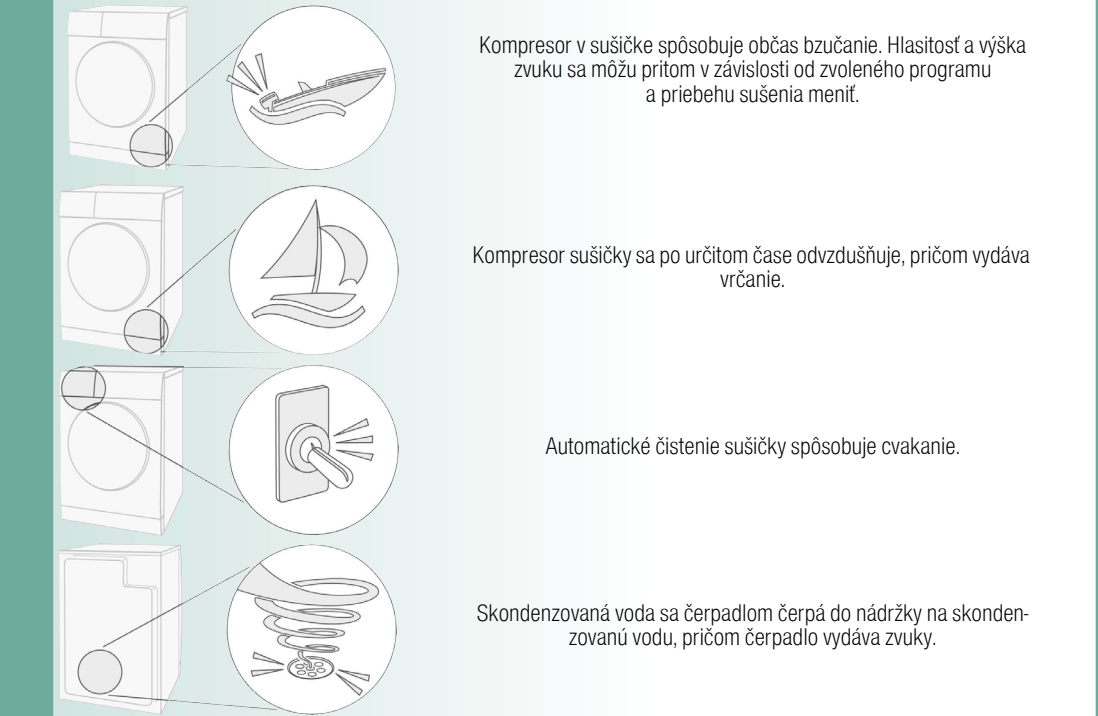 Kompresor v sušičke spôsobuje občas bzučanie. Hlasitosť a výška
zvuku sa môžu pritom v závislosti od zvoleného programu
a priebehu sušenia meniť.
Kompresor sušičky sa po určitom čase odvzdušňuje, pričom vydáva
vrčanie.
Automatické čistenie sušičky spôsobuje cvakanie.
Skondenzovaná voda sa čerpadlom čerpá do nádržky na skonden-
zovanú vodu, pričom čerpadlo vydáva zvuky.